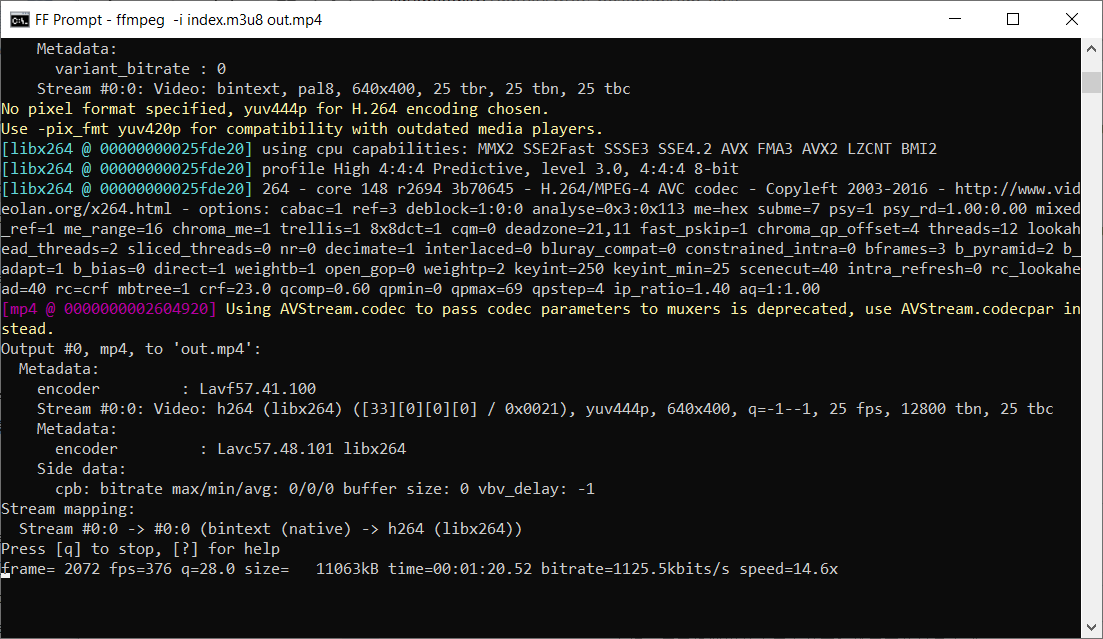 FF Prompt - ffmpeg  -i index.m3u8 out.mp4
    Metadata:
      variant_bitrate : 0
    Stream #0:0: Video: bintext, pal8, 640x400, 25 tbr, 25 tbn, 25 tbc
No pixel format specified, yuv444p for H.264 encoding chosen.
Use -pix_fmt yuv420p for compatibility with outdated media players.
[libx264 @ 00000000025fde20] using cpu capabilities: MMX2 SSE2Fast SSSE3 SSE4.2 AVX FMA3 AVX2 LZCNT BMI2
[libx264 @ 00000000025fde20] profile High 4:4:4 Predictive, level 3.0, 4:4:4 8-bit
[libx264 @ 00000000025fde20] 264 - core 148 r2694 3b70645 - H.264/MPEG-4 AVC codec - Copyleft 2003-2016 - http://www.vid
eolan.org/x264.html - options: cabac=1 ref=3 deblock=1:0:0 analyse=0x3:0x113 me=hex subme=7 psy=1 psy_rd=1.00:0.00 mixed
_ref=1 me_range=16 chroma_me=1 trellis=1 8x8dct=1 cqm=0 deadzone=21,11 fast_pskip=1 chroma_qp_offset=4 threads=12 lookah
ead_threads=2 sliced_threads=0 nr=0 decimate=1 interlaced=0 bluray_compat=0 constrained_intra=0 bframes=3 b_pyramid=2 b_
adapt=1 b_bias=0 direct=1 weightb=1 open_gop=0 weightp=2 keyint=250 keyint_min=25 scenecut=40 intra_refresh=0 rc_lookahe
ad=40 rc=crf mbtree=1 crf=23.0 qcomp=0.60 qpmin=0 qpmax=69 qpstep=4 ip_ratio=1.40 aq=1:1.00
[mp4 @ 0000000002604920] Using AVStream.codec to pass codec parameters to muxers is deprecated, use AVStream.codecpar in
stead.
Output #0, mp4, to 'out.mp4':
  Metadata:
    encoder         : Lavf57.41.100
    Stream #0:0: Video: h264 (libx264) ([33][0][0][0] / 0x0021), yuv444p, 640x400, q=-1--1, 25 fps, 12800 tbn, 25 tbc
    Metadata:
      encoder         : Lavc57.48.101 libx264
    Side data:
      cpb: bitrate max/min/avg: 0/0/0 buffer size: 0 vbv_delay: -1
Stream mapping:
  Stream #0:0 -> #0:0 (bintext (native) -> h264 (libx264))
Press [q] to stop, [?] for help
frame= 2072 fps=376 q=28.0 size=   11063kB time=00:01:20.52 bitrate=1125.5kbits/s speed=14.6x